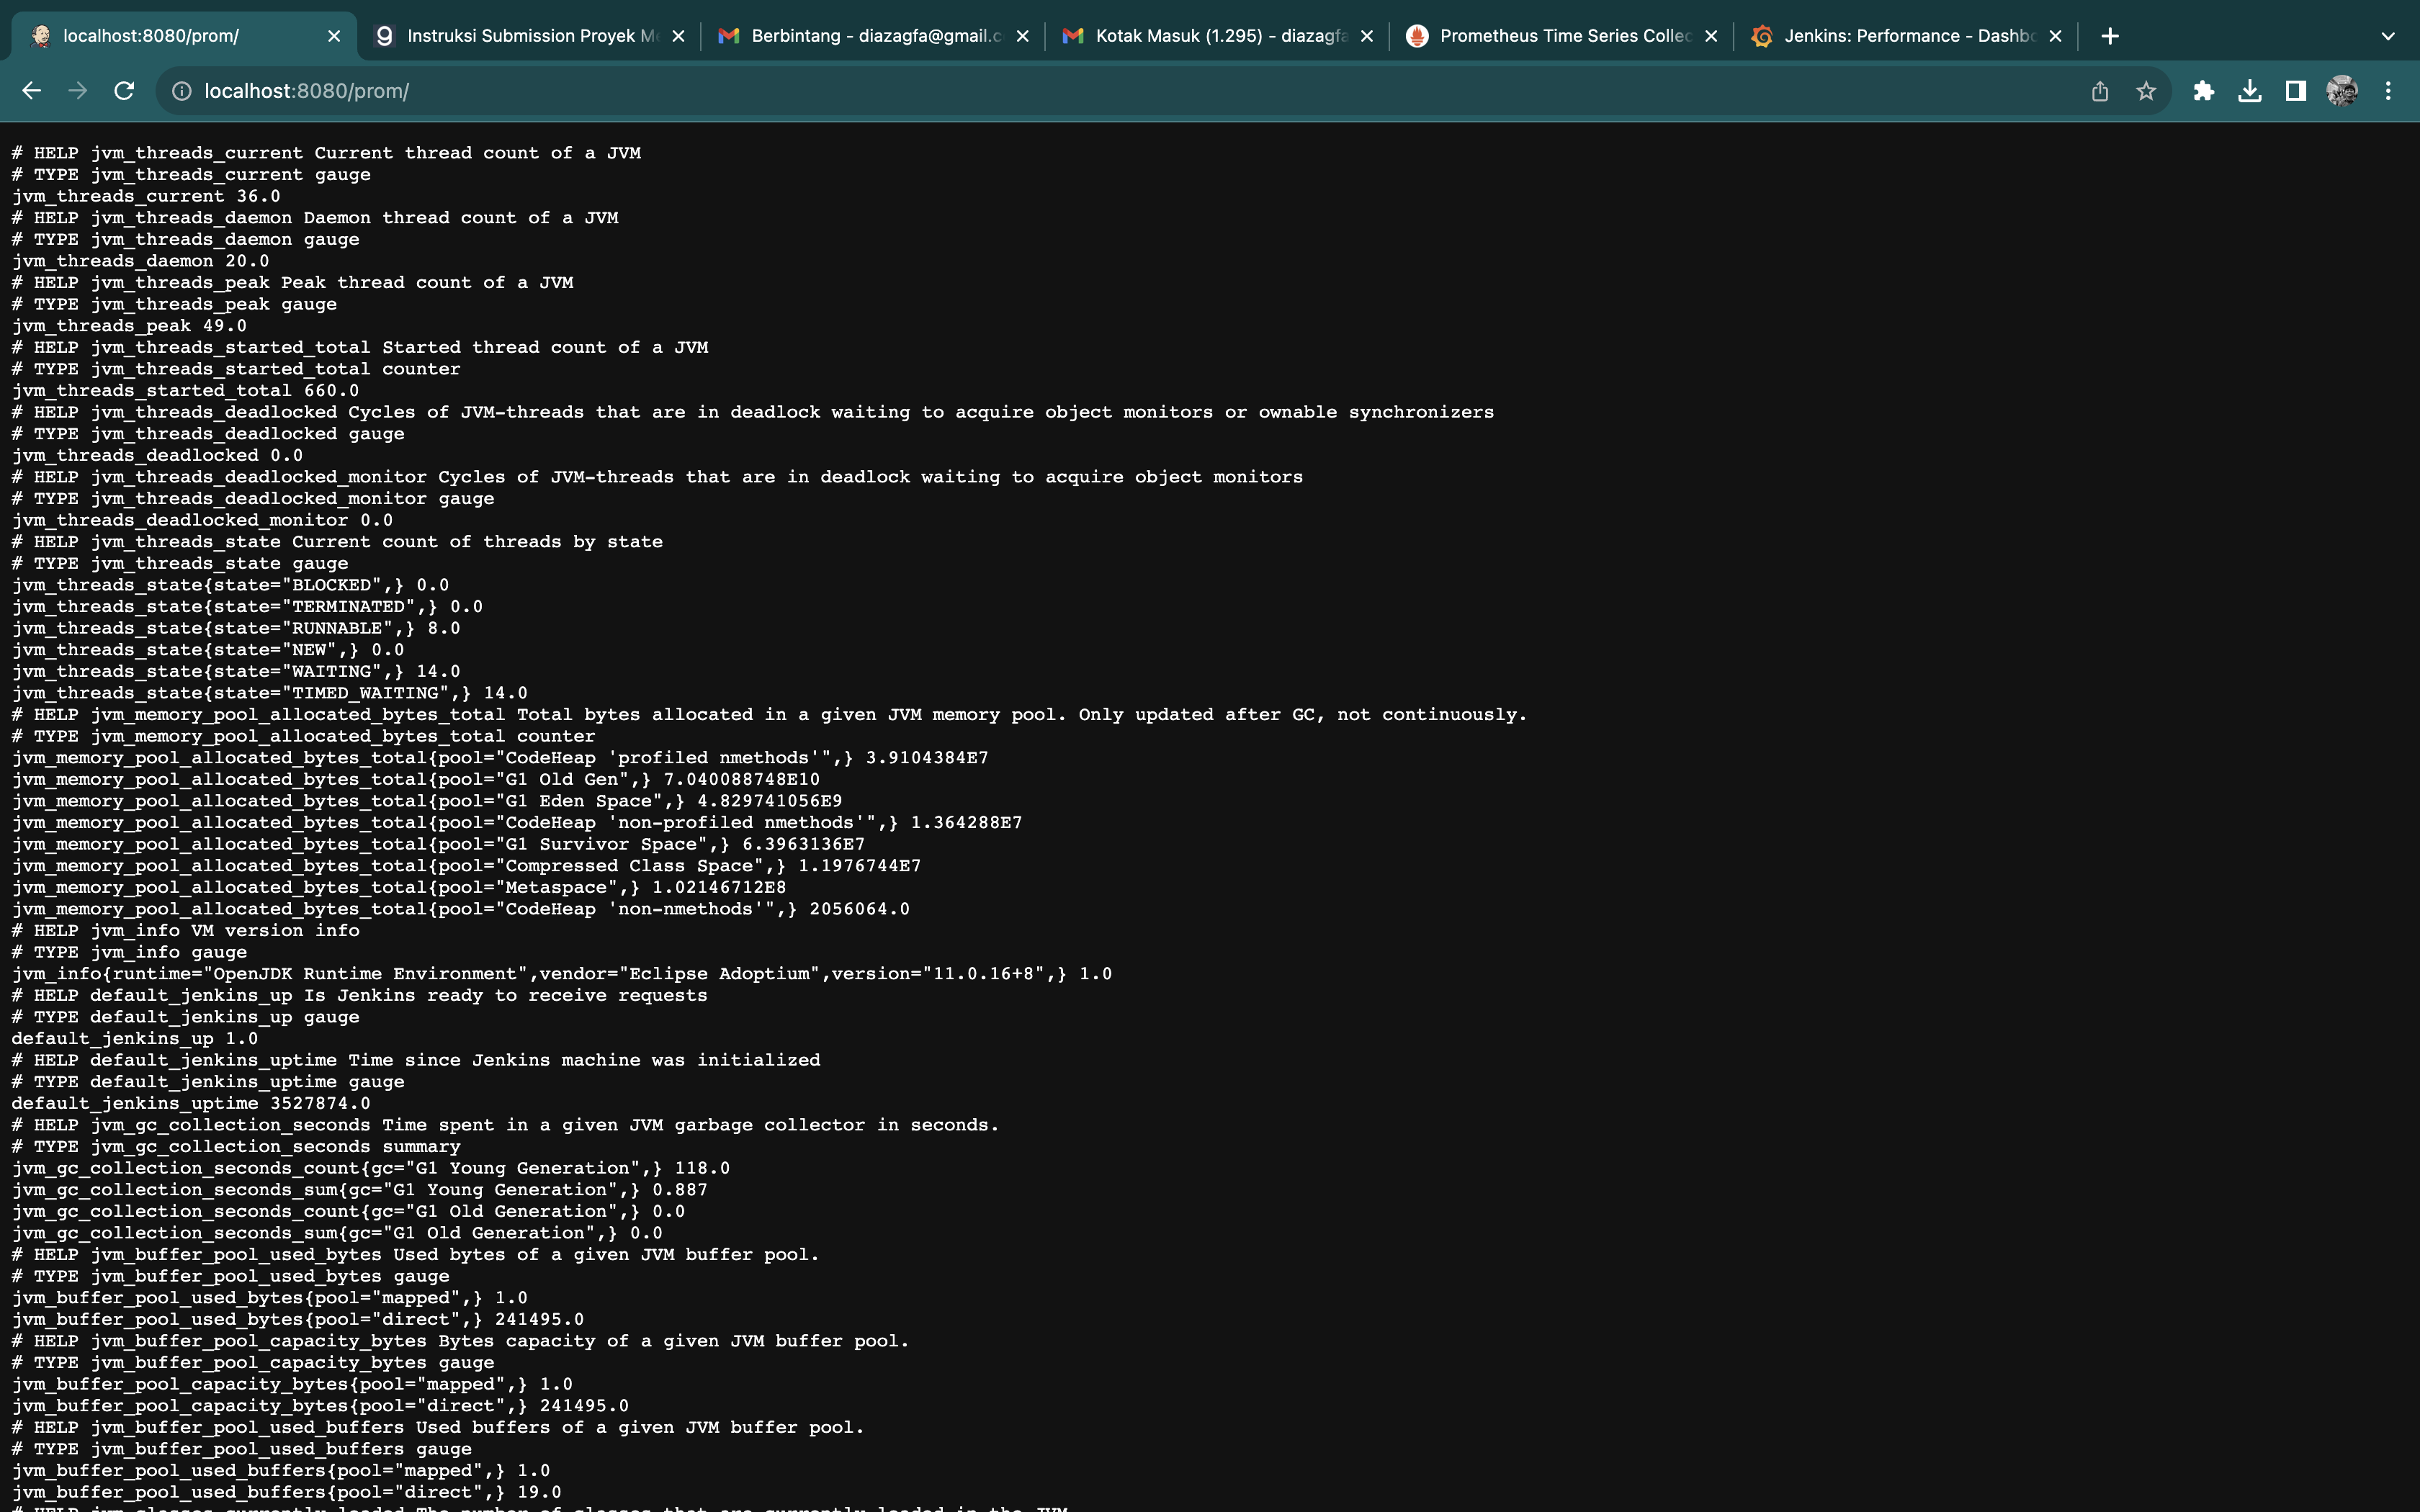 localhost:8080/prom/
Instruksi Submission Proyek Me
Berbintang - diazagfa@gmail.c
Kotak Masuk (1.295) - diazagfa
Prometheus Time Series Collec
Jenkins: Performance - Dashbo
localhost:8080/prom/
# HELP jvm_threads_current Current thread count of a JVM
# TYPE jvm_threads_current gauge
jvm_threads_current 36.0
# HELP jvm_threads_daemon Daemon thread count of a JVM
# TYPE jvm_threads_daemon gauge
jvm_threads_daemon 20.0
# HELP jvm_threads_peak Peak thread count of a JVM
# TYPE jvm_threads_peak gauge
jvm_threads_peak 49.0
# HELP jvm_threads_started_total Started thread count of a JVM
# TYPE jvm_threads_started_total counter
jvm_threads_started_total 660.0
# HELP jvm_threads_deadlocked Cycles of JVM-threads that are in deadlock waiting to acquire object monitors or ownable synchronizers
# TYPE jvm_threads_deadlocked gauge
jvm_threads_deadlocked 0.0
# HELP jvm_threads_deadlocked_monitor Cycles of JVM-threads that are in deadlock waiting to acquire object monitors
# TYPE jvm_threads_deadlocked_monitor gauge
jvm_threads_deadlocked_monitor 0.0
# HELP jvm_threads_state Current count of threads by state
# TYPE jvm_threads_state gauge
jvm_threads_state{state="BLOCKED",} 0.0
jvm_threads_state{state="TERMINATED",} 0.0
jvm_threads_state{state="RUNNABLE",} 8.0
jvm_threads_state{state="NEW",} 0.0
jvm_threads_state{state="WAITING",} 14.0
jvm_threads_state{state="TIMED_WAITING",} 14.0
# HELP jvm_memory_pool_allocated_bytes_total Total bytes allocated in a given JVM memory pool. Only updated after GC, not continuously.
# TYPE jvm_memory_pool_allocated_bytes_total counter
jvm_memory_pool_allocated_bytes_total{pool="CodeHeap 'profiled nmethods'",} 3.9104384E7
jvm_memory_pool_allocated_bytes_total{pool="G1 Old Gen",} 7.040088748E10
jvm_memory_pool_allocated_bytes_total{pool="G1 Eden Space",} 4.829741056E9
jvm_memory_pool_allocated_bytes_total{pool="CodeHeap 'non-profiled nmethods'",} 1.364288E7
jvm_memory_pool_allocated_bytes_total{pool="G1 Survivor Space",} 6.3963136E7
jvm_memory_pool_allocated_bytes_total{pool="Compressed Class Space",} 1.1976744E7
jvm_memory_pool_allocated_bytes_total{pool="Metaspace",} 1.02146712E8
jvm_memory_pool_allocated_bytes_total{pool="CodeHeap 'non-nmethods'",} 2056064.0
# HELP jvm_info VM version info
# TYPE jvm_info gauge
jvm_info{runtime="OpenJDK Runtime Environment",vendor="Eclipse Adoptium",version="11.0.16+8",} 1.0
# HELP default_jenkins_up Is Jenkins ready to receive requests
# TYPE default_jenkins_up gauge
default_jenkins_up 1.0
# HELP default_jenkins_uptime Time since Jenkins machine was initialized
# TYPE default_jenkins_uptime gauge
default_jenkins_uptime 3527874.0
# HELP jvm_gc_collection_seconds Time spent in a given JVM garbage collector in seconds.
# TYPE jvm_gc_collection_seconds summary
jvm_gc_collection_seconds_count{gc="G1 Young Generation",} 118.0
jvm_gc_collection_seconds_sum{gc="G1 Young Generation",} 0.887
jvm_gc_collection_seconds_count{gc="G1 Old Generation",} 0.0
jvm_gc_collection_seconds_sum{gc="G1 Old Generation",} 0.0
# HELP jvm_buffer_pool_used_bytes Used bytes of a given JVM buffer pool.
# TYPE jvm_buffer_pool_used_bytes gauge
jvm_buffer_pool_used_bytes{pool="mapped",} 1.0
jvm_buffer_pool_used_bytes{pool="direct",} 241495.0
# HELP jvm_buffer_pool_capacity_bytes Bytes capacity of a given JVM buffer pool.
# TYPE jvm_buffer_pool_capacity_bytes gauge
jvm_buffer_pool_capacity_bytes{pool="mapped",} 1.0
jvm_buffer_pool_capacity_bytes{pool="direct",} 241495.0
# HELP jvm_buffer_pool_used_buffers Used buffers of a given JVM buffer pool.
# TYPE jvm_buffer_pool_used_buffers gauge
jvm_buffer_pool_used_buffers{pool="mapped",} 1.0
jvm_buffer_pool_used_buffers{pool="direct",} 19.0
# HELP jvm_classes_currently_loaded The number of classes that are currently loaded in the JVM